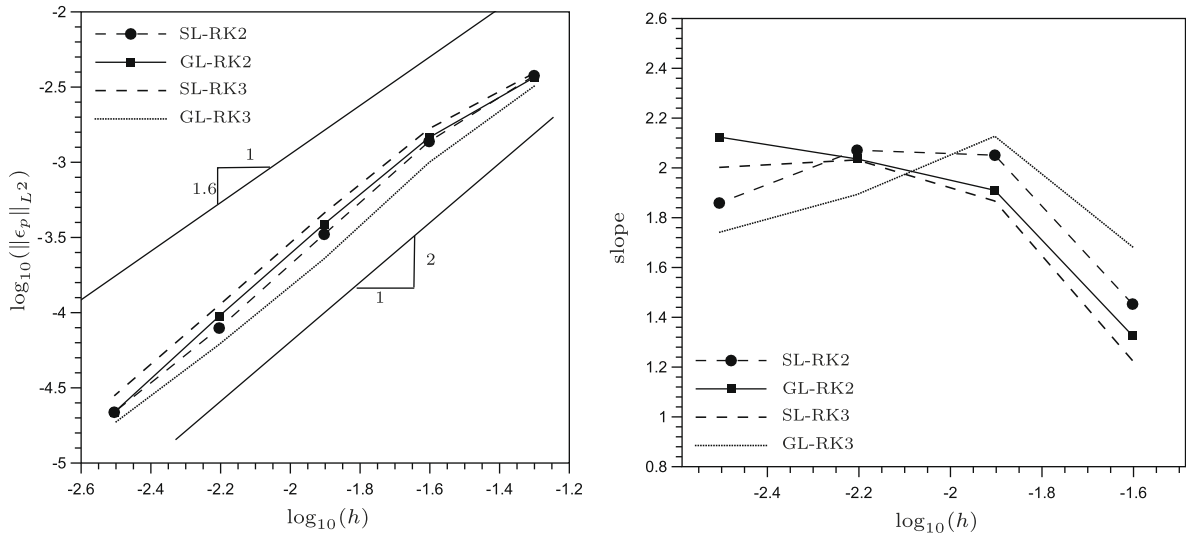 -2
SL-RK2
GL-RK2
SL-RK3
GL-RK3
-2.5
-3
-3.5
-4
-4.5
-5
log₁₀(‖ϵₚ‖_{L²})
1
1.6
2
1
-2.6 -2.4 -2.2 -2 -1.8 -1.6 -1.4 -1.2
log₁₀(h)
2.6
2.4
2.2
2
1.8
1.6
1.4
1.2
1
0.8
slope
SL-RK2
GL-RK2
SL-RK3
GL-RK3
-2.4 -2.2 -2 -1.8 -1.6
log₁₀(h)